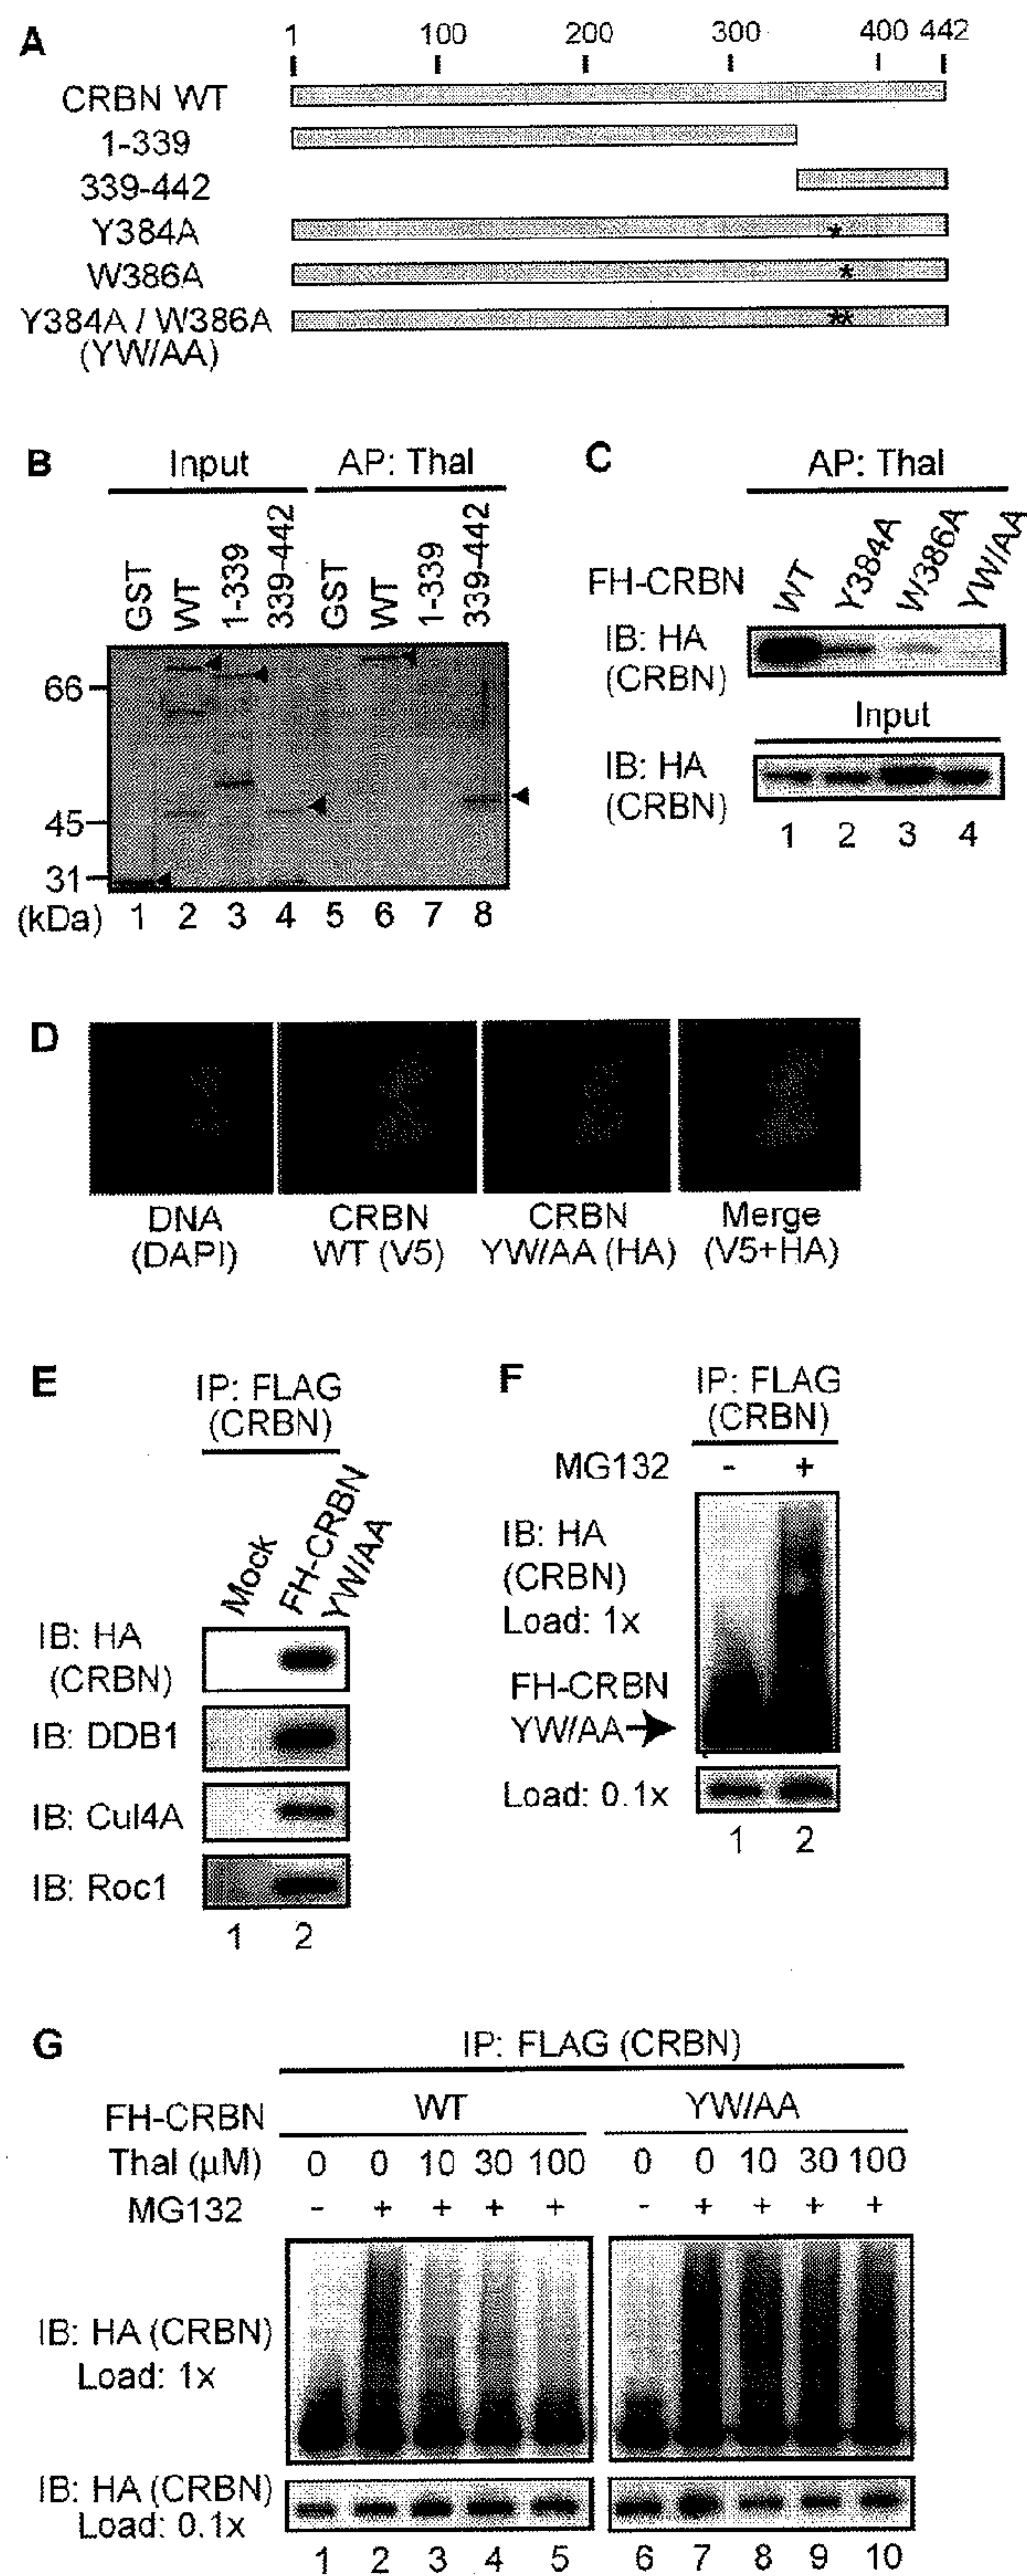 A
1 100 200 300 400 442
CRBN WT
1-339
339-442
Y384A
*
W386A
*
Y384A / W386A
**
(YW/AA)
B
Input AP: Thal
GST WT 1-339 339-442 GST WT 1-339 339-442
66
45
31
(kDa) 1 2 3 4 5 6 7 8
C
AP: Thal
FH-CRBN WT Y384A W386A YW/AA
IB: HA
(CRBN)
Input
IB: HA
(CRBN)
1 2 3 4
D
DNA
(DAPI)
CRBN
WT (V5)
CRBN
YW/AA (HA)
Merge
(V5+HA)
E
IP: FLAG
(CRBN)
Mock FH-CRBN
YW/AA
IB: HA
(CRBN)
IB: DDB1
IB: Cul4A
IB: Roc1
1 2
F
IP: FLAG
(CRBN)
MG132 - +
IB: HA
(CRBN)
Load: 1x
FH-CRBN
YW/AA
Load: 0.1x
1 2
G
IP: FLAG (CRBN)
FH-CRBN WT YW/AA
Thal (µM) 0 0 10 30 100 0 0 10 30 100
MG132 - + + + + - + + + +
IB: HA (CRBN)
Load: 1x
IB: HA (CRBN)
Load: 0.1x
1 2 3 4 5 6 7 8 9 10